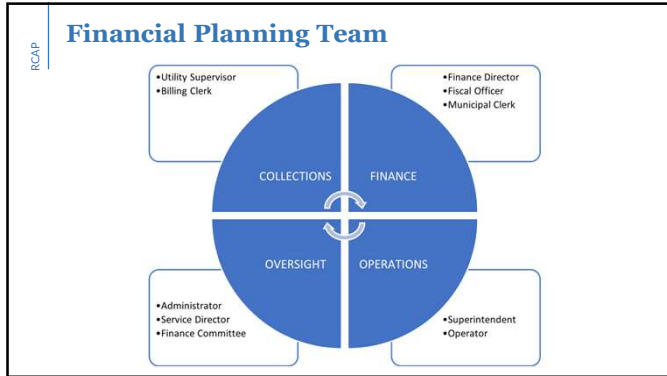 RCAP
Financial Planning Team
•Utility Supervisor
•Billing Clerk
•Finance Director
•Fiscal Officer
•Municipal Clerk
COLLECTIONS
FINANCE
OVERSIGHT
OPERATIONS
•Administrator
•Service Director
•Finance Committee
•Superintendent
•Operator